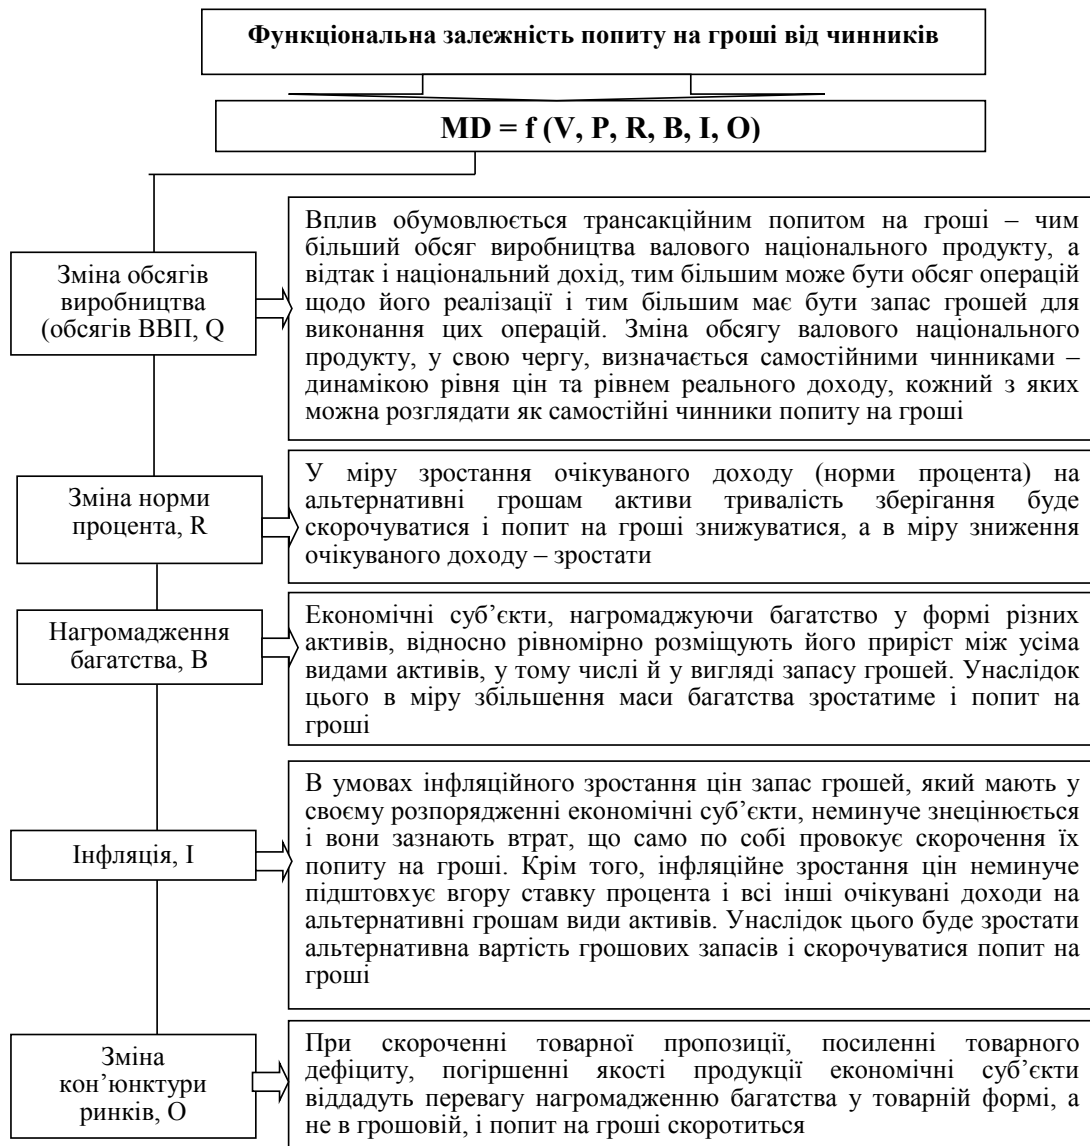 Функціональна залежність попиту на гроші від чинників
MD = f (V, P, R, B, I, O)
Зміна обсягів
виробництва
(обсягів ВВП, Q
Вплив обумовлюється трансакційним попитом на гроші – чим
більший обсяг виробництва валового національного продукту, а
відтак і національний дохід, тим більшим може бути обсяг операцій
щодо його реалізації і тим більшим має бути запас грошей для
виконання цих операцій. Зміна обсягу валового національного
продукту, у свою чергу, визначається самостійними чинниками –
динамікою рівня цін та рівнем реального доходу, кожний з яких
можна розглядати як самостійні чинники попиту на гроші
Зміна норми
процента, R
У міру зростання очікуваного доходу (норми процента) на
альтернативні грошам активи тривалість зберігання буде
скорочуватися і попит на гроші знижуватися, а в міру зниження
очікуваного доходу – зростати
Нагромадження
багатства, B
Економічні суб’єкти, нагромаджуючи багатство у формі різних
активів, відносно рівномірно розміщують його приріст між усіма
видами активів, у тому числі й у вигляді запасу грошей. Унаслідок
цього в міру збільшення маси багатства зростатиме і попит на
гроші
Інфляція, I
В умовах інфляційного зростання цін запас грошей, який мають у
своєму розпорядженні економічні суб’єкти, неминуче знецінюється
і вони зазнають втрат, що само по собі провокує скорочення їх
попиту на гроші. Крім того, інфляційне зростання цін неминуче
підштовхує вгору ставку процента і всі інші очікувані доходи на
альтернативні грошам види активів. Унаслідок цього буде зростати
альтернативна вартість грошових запасів і скорочуватися попит на
гроші
Зміна
кон’юнктури
ринків, O
При скороченні товарної пропозиції, посиленні товарного
дефіциту, погіршенні якості продукції економічні суб’єкти
віддадуть перевагу нагромадженню багатства у товарній формі, а
не в грошовій, і попит на гроші скоротиться